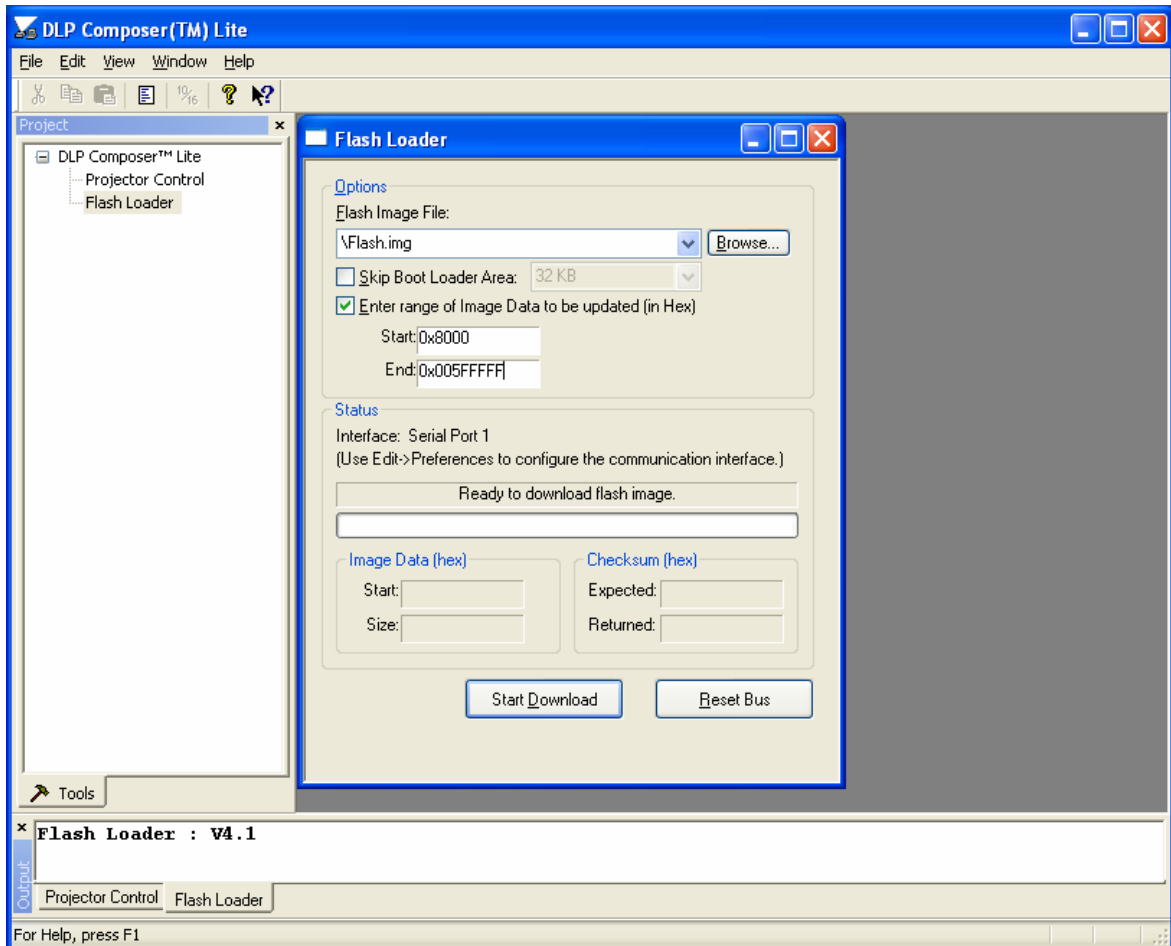 DLP Composer(TM) Lite
File Edit View Window Help
10/16
Project
DLP Composer™ Lite
Projector Control
Flash Loader
Tools
Flash Loader
Options
Flash Image File:
\Flash.img
Browse...
Skip Boot Loader Area: 32 KB
Enter range of Image Data to be updated (in Hex)
Start: 0x8000
End: 0x005FFFFF
Status
Interface: Serial Port 1
(Use Edit->Preferences to configure the communication interface.)
Ready to download flash image.
Image Data (hex)
Start:
Size:
Checksum (hex)
Expected:
Returned:
Start Download
Reset Bus
Output
Flash Loader : V4.1
Projector Control Flash Loader
For Help, press F1